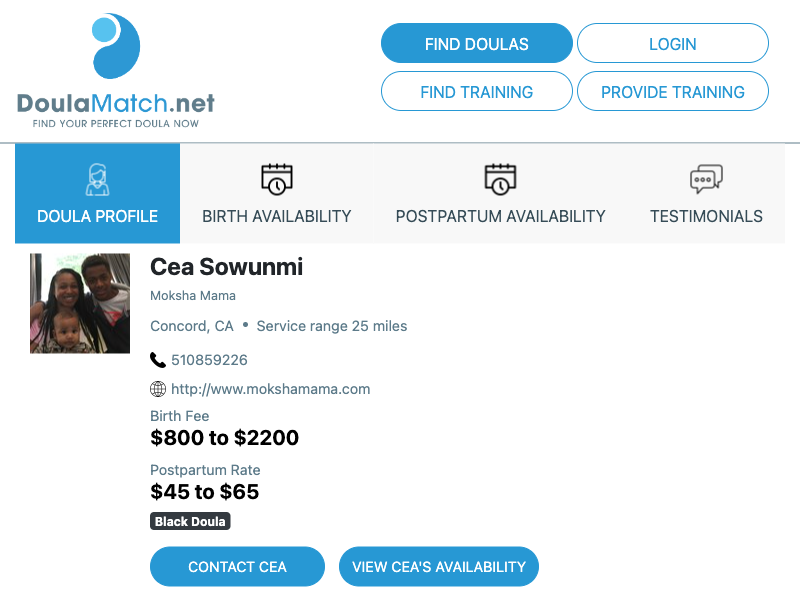 DoulaMatch.net
FIND YOUR PERFECT DOULA NOW
FIND DOULAS
LOGIN
FIND TRAINING
PROVIDE TRAINING
DOULA PROFILE
BIRTH AVAILABILITY
POSTPARTUM AVAILABILITY
TESTIMONIALS
Cea Sowunmi
Moksha Mama
Concord, CA • Service range 25 miles
510859226
http://www.mokshamama.com
Birth Fee
$800 to $2200
Postpartum Rate
$45 to $65
Black Doula
CONTACT CEA
VIEW CEA'S AVAILABILITY